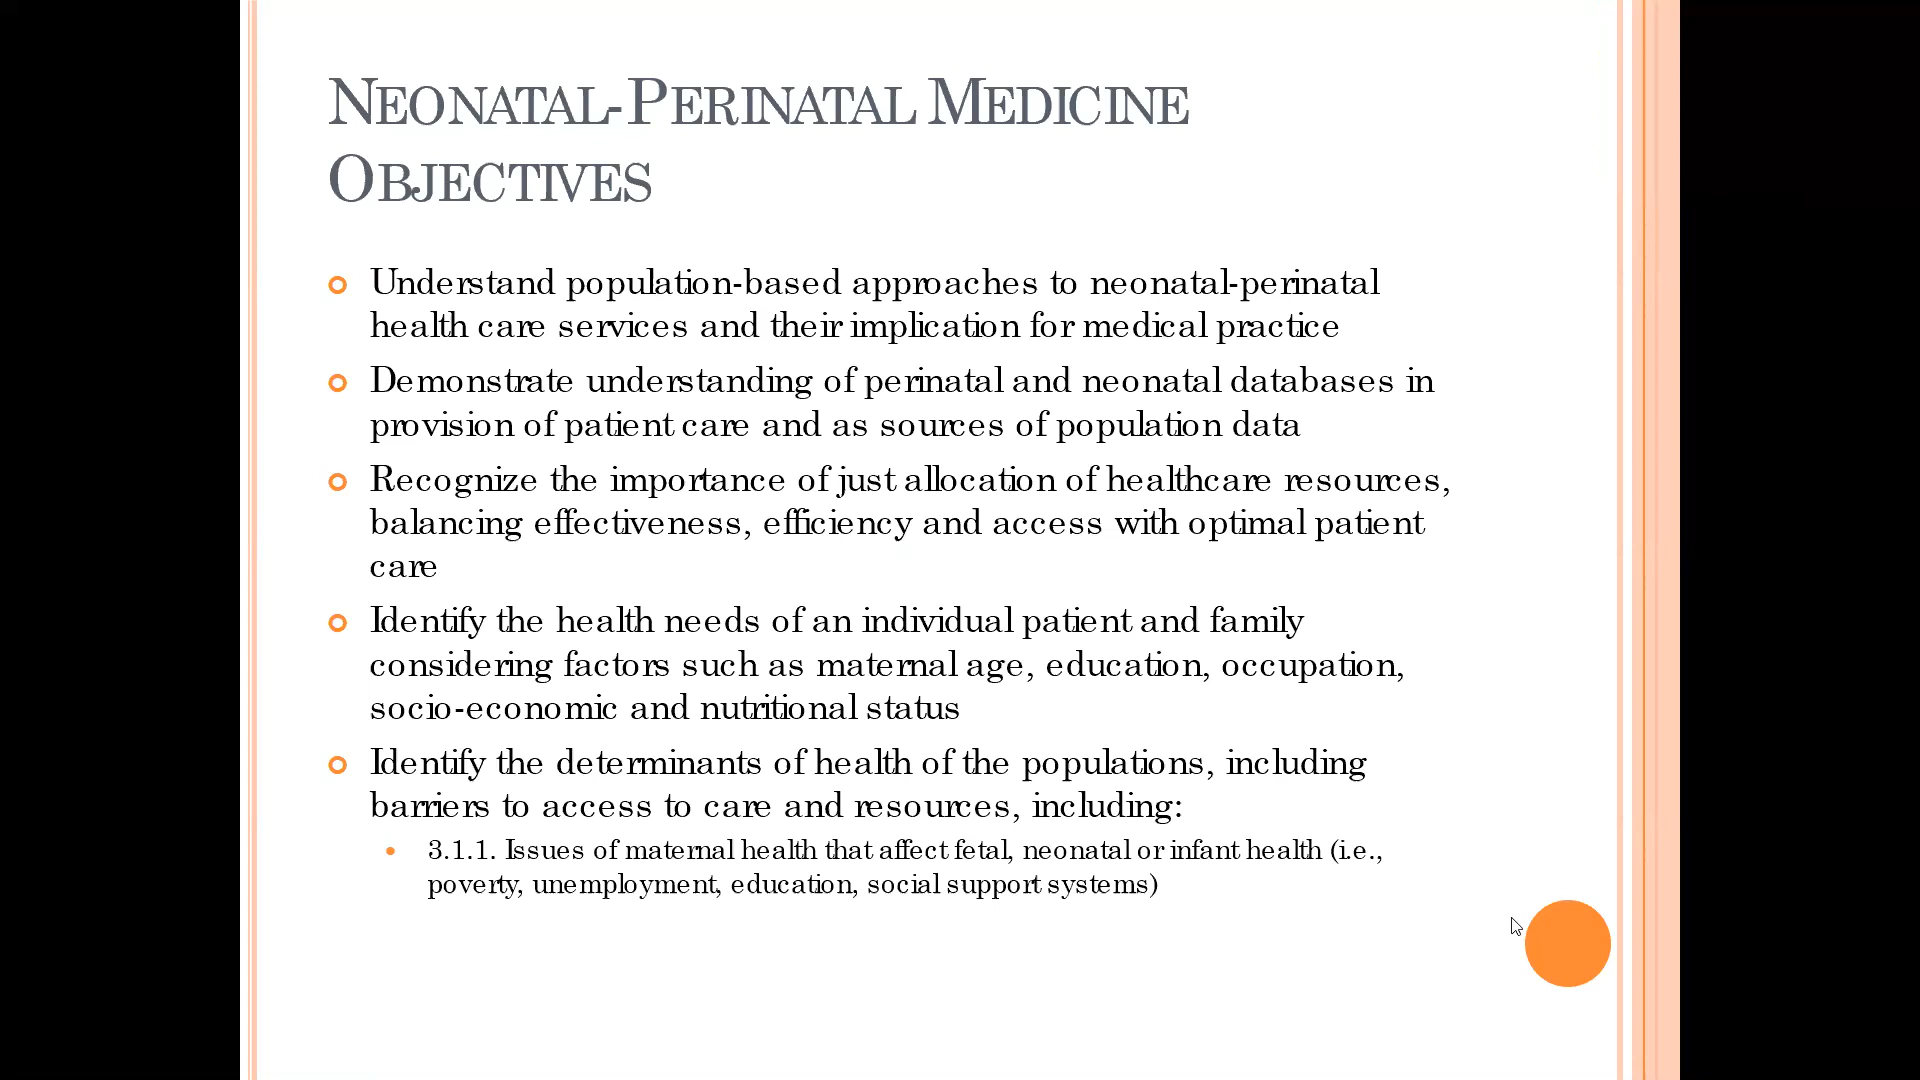 NEONATAL-PERINATAL MEDICINE
OBJECTIVES
Understand population-based approaches to neonatal-perinatal
health care services and their implication for medical practice
Demonstrate understanding of perinatal and neonatal databases in
provision of patient care and as sources of population data
Recognize the importance of just allocation of healthcare resources,
balancing effectiveness, efficiency and access with optimal patient
care
Identify the health needs of an individual patient and family
considering factors such as maternal age, education, occupation,
socio-economic and nutritional status
Identify the determinants of health of the populations, including
barriers to access to care and resources, including:
3.1.1. Issues of maternal health that affect fetal, neonatal or infant health (i.e.,
poverty, unemployment, education, social support systems)